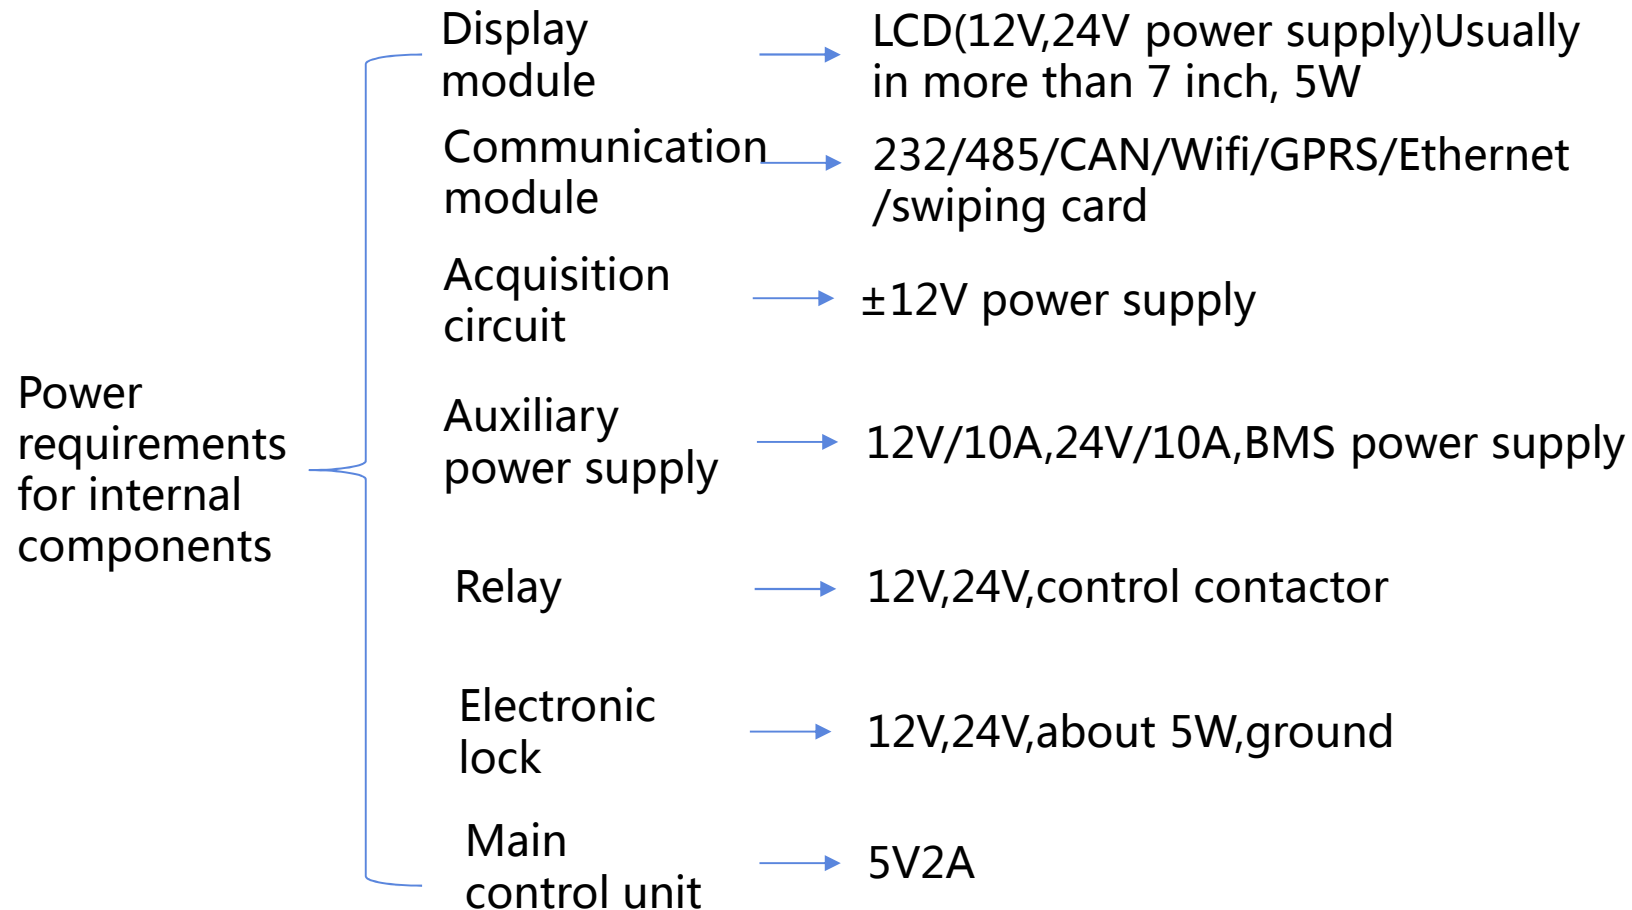 Power
requirements
for internal
components
Display
module
LCD(12V,24V power supply)Usually
in more than 7 inch, 5W
Communication
module
232/485/CAN/Wifi/GPRS/Ethernet
/swiping card
Acquisition
circuit
±12V power supply
Auxiliary
power supply
12V/10A,24V/10A,BMS power supply
Relay
12V,24V,control contactor
Electronic
lock
12V,24V,about 5W,ground
Main
control unit
5V2A